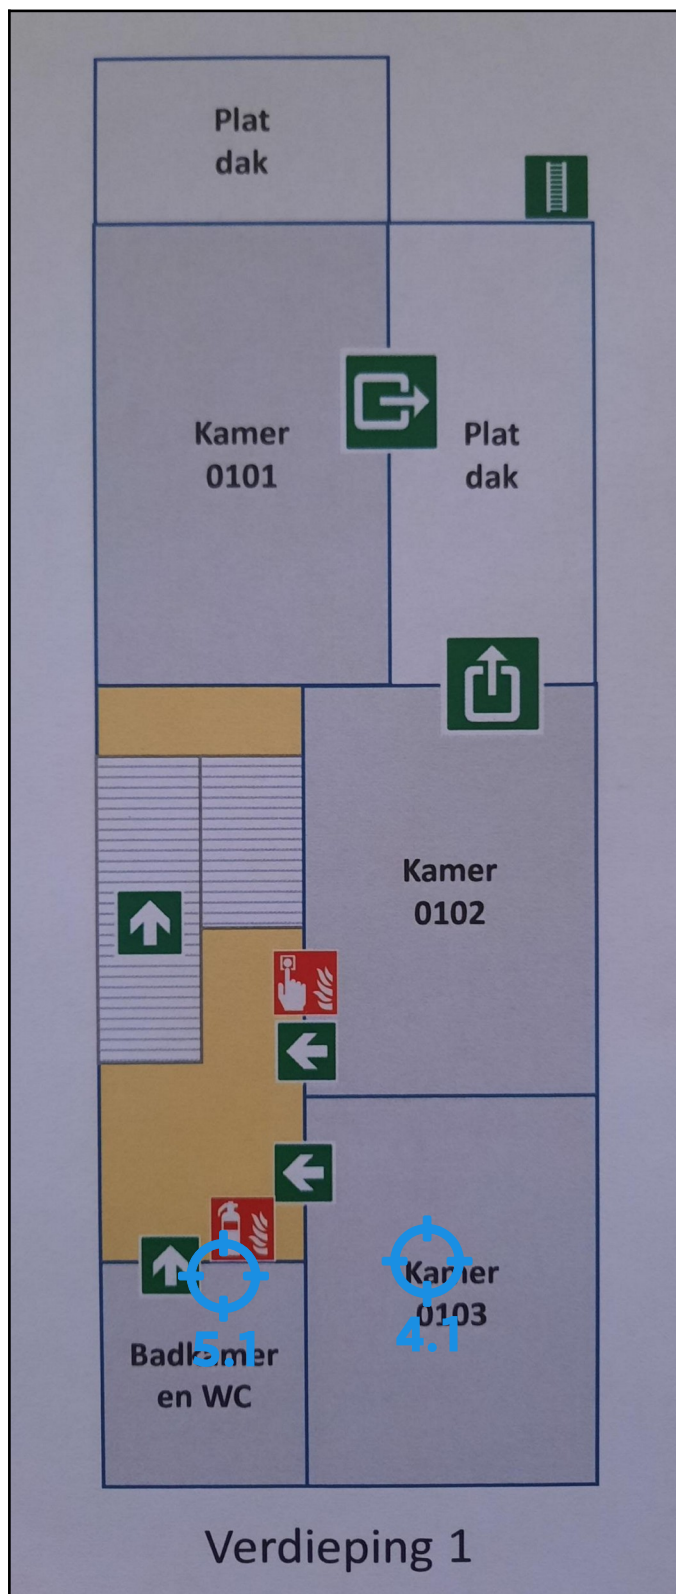 Plat
dak
Kamer
0101
Plat
dak
Kamer
0102
Kamer
0103
4.1
5.1
Badkamer
en WC
Verdieping 1